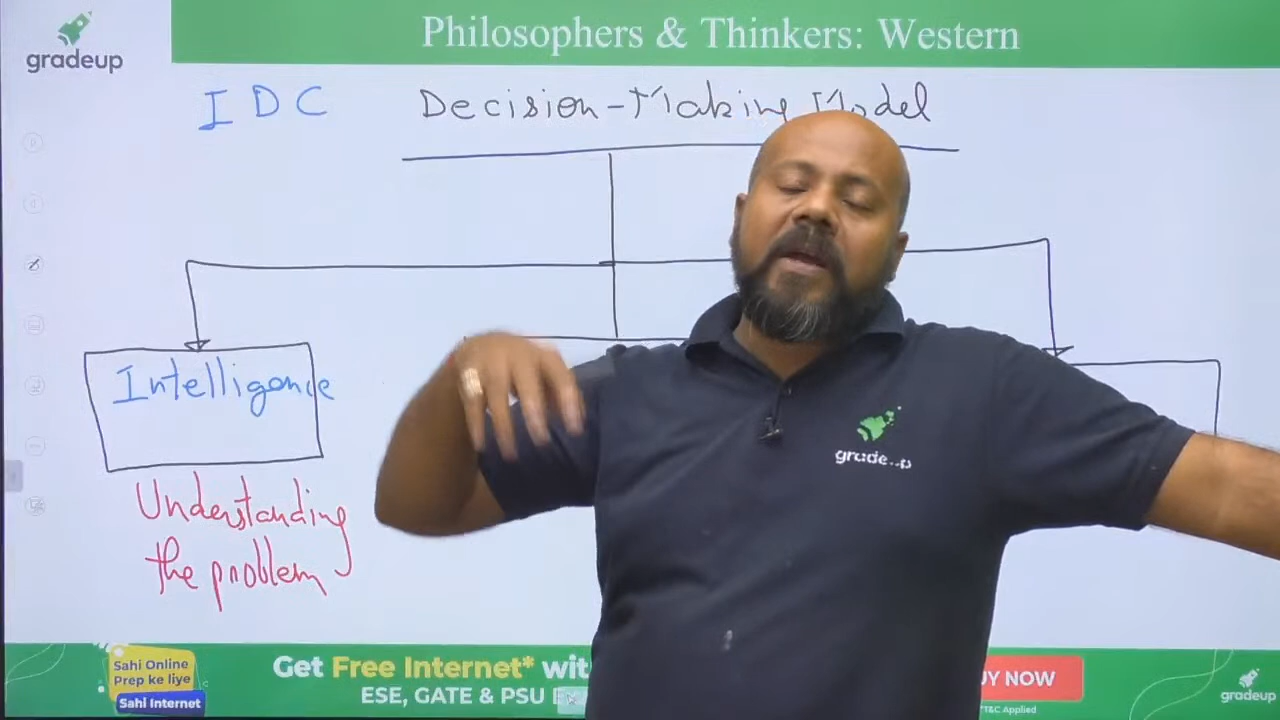 Philosophers & Thinkers: Western
gradeup
I D C
Decision-Making Model
Intelligence
Understanding
the problem
Sahi Online
Prep ke liye
Sahi Internet
Get Free Internet* wit
ESE, GATE & PSU
UY NOW
*T&C Applied
gradeup